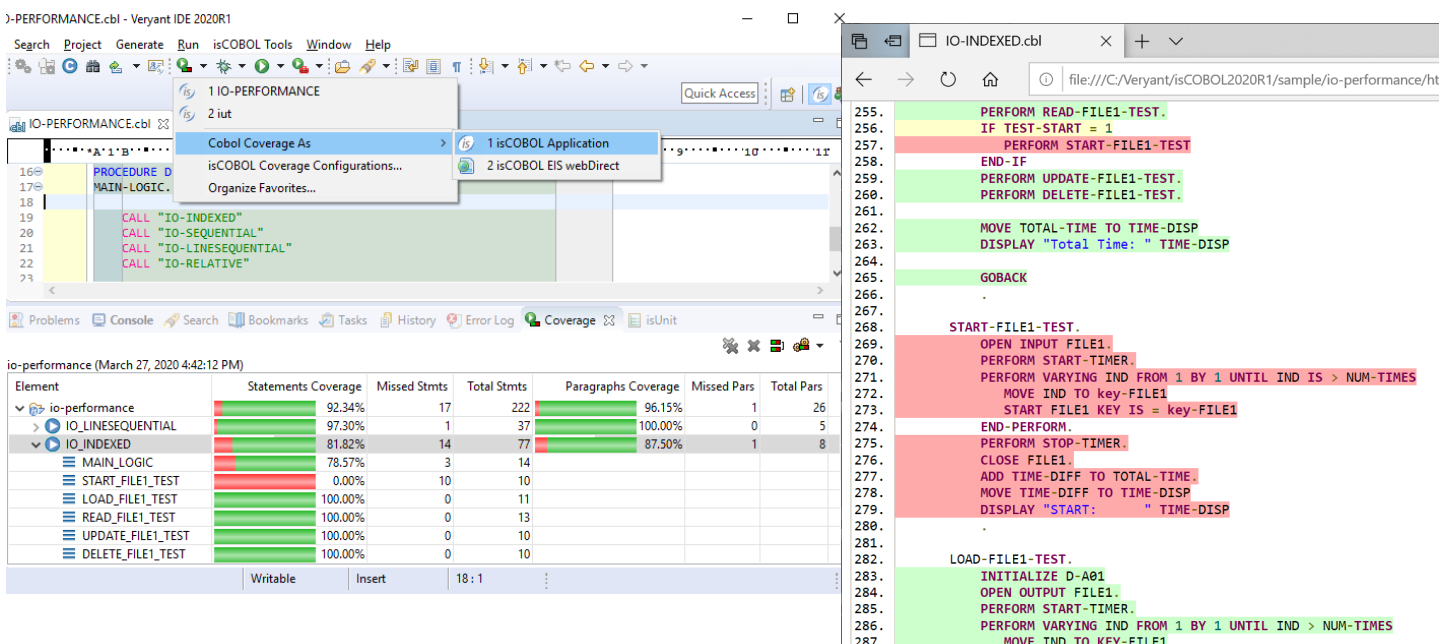 O-PERFORMANCE.cbl - Veryant IDE 2020R1
Search Project Generate Run isCOBOL Tools Window Help
Quick Access
1 IO-PERFORMANCE
2 iut
Cobol Coverage As
isCOBOL Coverage Configurations...
Organize Favorites...
1 isCOBOL Application
2 isCOBOL EIS webDirect
IO-PERFORMANCE.cbl
16 PROCEDURE D
17 MAIN-LOGIC.
18
19 CALL "IO-INDEXED"
20 CALL "IO-SEQUENTIAL"
21 CALL "IO-LINESEQUENTIAL"
22 CALL "IO-RELATIVE"
23
Problems Console Search Bookmarks Tasks History Error Log Coverage isUnit
io-performance (March 27, 2020 4:42:12 PM)
Element Statements Coverage Missed Stmts Total Stmts Paragraphs Coverage Missed Pars Total Pars
io-performance 92.34% 17 222 96.15% 1 26
IO_LINESEQUENTIAL 97.30% 1 37 100.00% 0 5
IO_INDEXED 81.82% 14 77 87.50% 1 8
MAIN_LOGIC 78.57% 3 14
START_FILE1_TEST 0.00% 10 10
LOAD_FILE1_TEST 100.00% 0 11
READ_FILE1_TEST 100.00% 0 13
UPDATE_FILE1_TEST 100.00% 0 10
DELETE_FILE1_TEST 100.00% 0 10
Writable Insert 18 : 1
IO-INDEXED.cbl
file:///C:/Veryant/isCOBOL2020R1/sample/io-performance/ht
255. PERFORM READ-FILE1-TEST.
256. IF TEST-START = 1
257. PERFORM START-FILE1-TEST
258. END-IF
259. PERFORM UPDATE-FILE1-TEST.
260. PERFORM DELETE-FILE1-TEST.
261.
262. MOVE TOTAL-TIME TO TIME-DISP
263. DISPLAY "Total Time: " TIME-DISP
264.
265. GOBACK
266. .
267.
268. START-FILE1-TEST.
269. OPEN INPUT FILE1.
270. PERFORM START-TIMER.
271. PERFORM VARYING IND FROM 1 BY 1 UNTIL IND IS > NUM-TIMES
272. MOVE IND TO key-FILE1
273. START FILE1 KEY IS = key-FILE1
274. END-PERFORM.
275. PERFORM STOP-TIMER.
276. CLOSE FILE1.
277. ADD TIME-DIFF TO TOTAL-TIME.
278. MOVE TIME-DIFF TO TIME-DISP
279. DISPLAY "START:      " TIME-DISP
280. .
281.
282. LOAD-FILE1-TEST.
283. INITIALIZE D-A01
284. OPEN OUTPUT FILE1.
285. PERFORM START-TIMER.
286. PERFORM VARYING IND FROM 1 BY 1 UNTIL IND > NUM-TIMES
287. MOVE IND TO KEY-FILE1